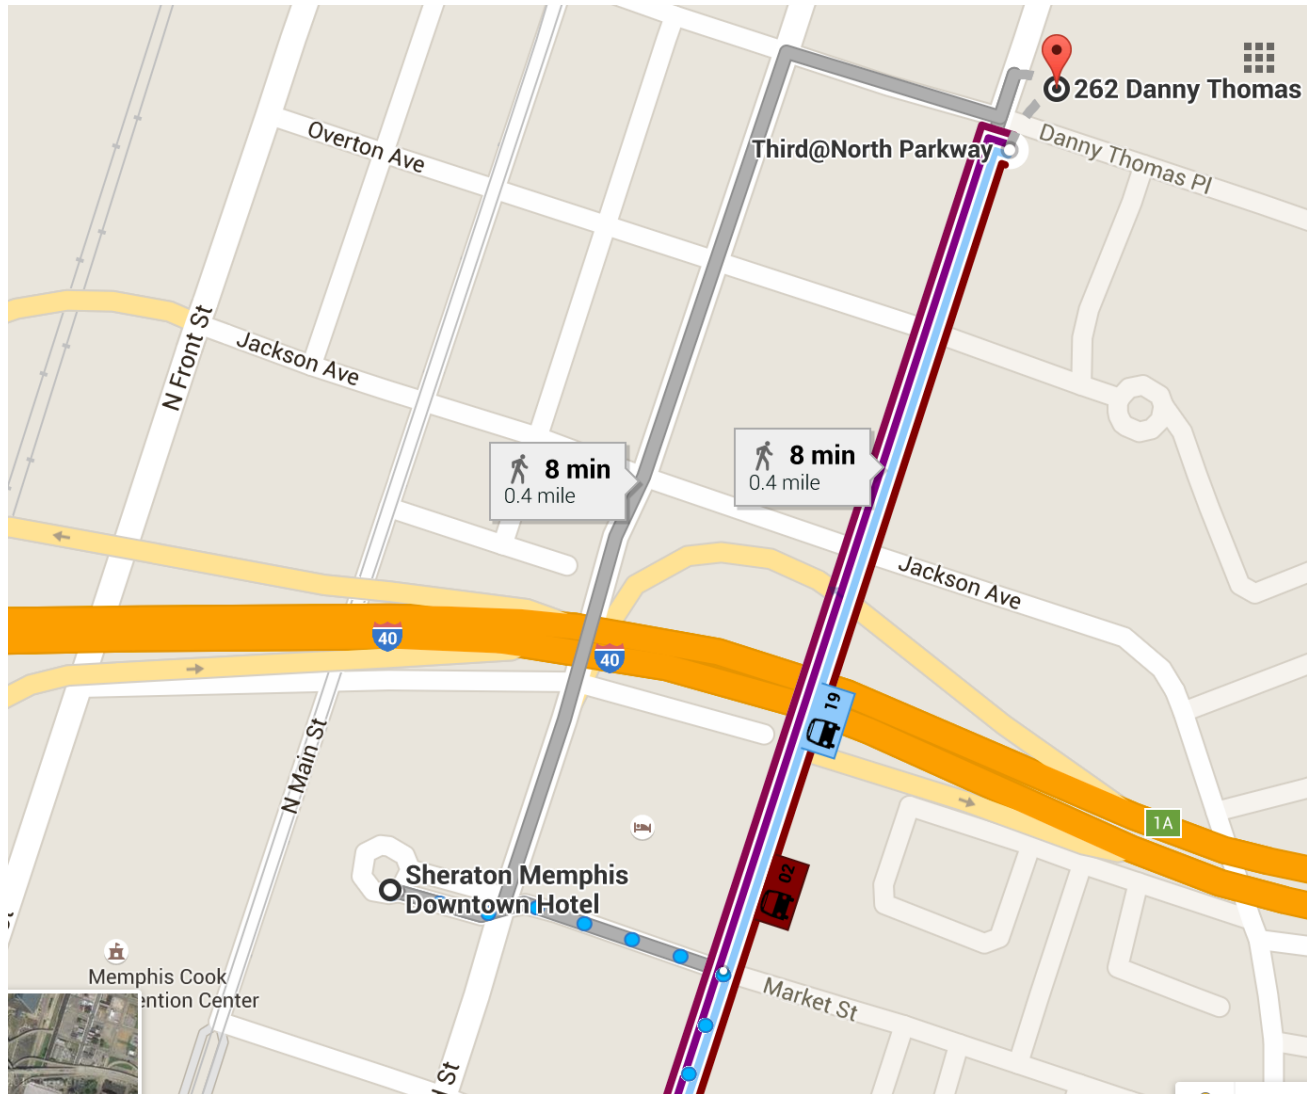 262 Danny Thomas
Overton Ave
Third@North Parkway
Danny Thomas Pl
N Front St
Jackson Ave
8 min
0.4 mile
8 min
0.4 mile
Jackson Ave
40
40
19
N Main St
1A
02
Sheraton Memphis
Downtown Hotel
Memphis Cook
ention Center
Market St
St